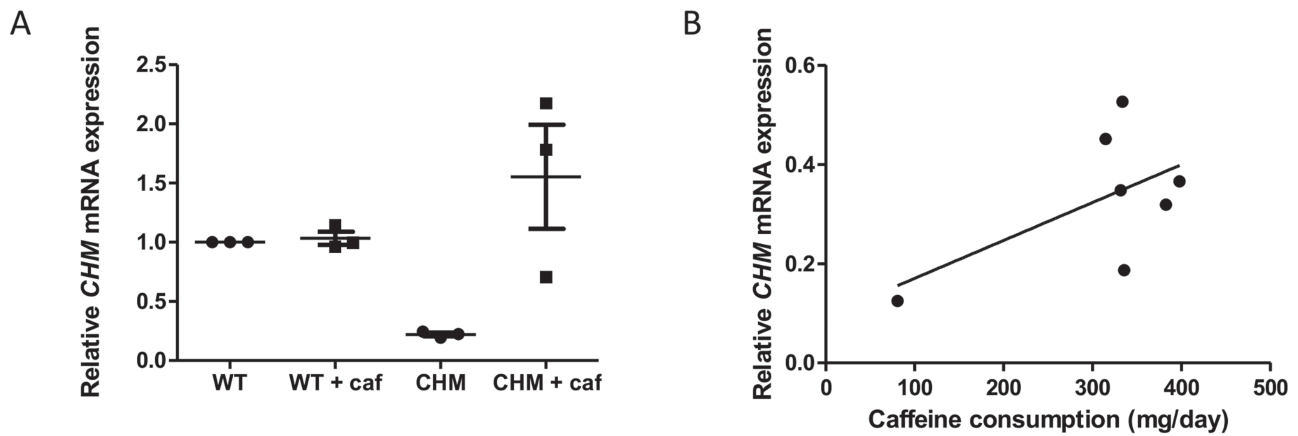 A
Relative CHM mRNA expression
2.5
2.0
1.5
1.0
0.5
0.0
WT
WT + caf
CHM
CHM + caf
B
Relative CHM mRNA expression
0.6
0.4
0.2
0.0
0
100
200
300
400
500
Caffeine consumption (mg/day)